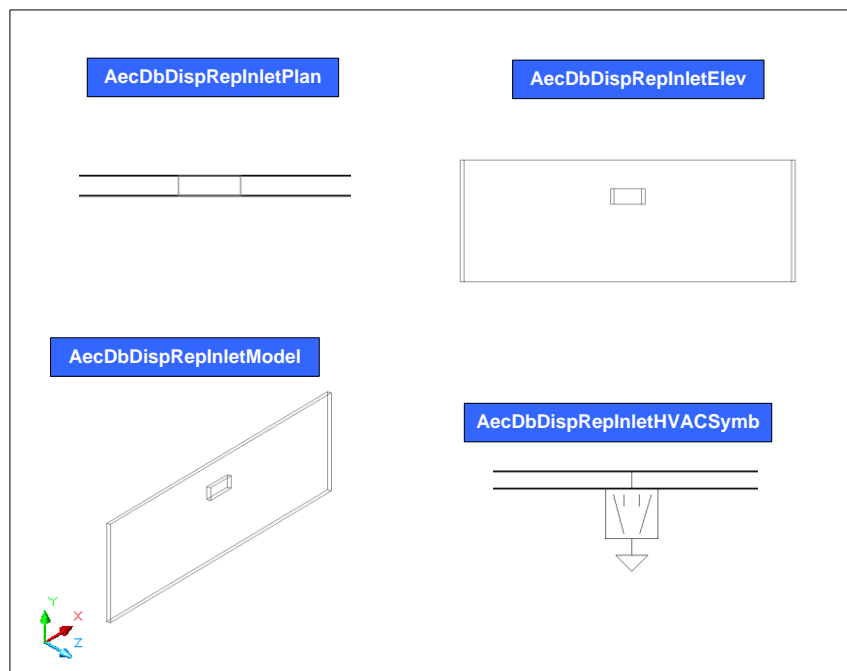 AecDbDispRepInletPlan
AecDbDispRepInletElev
AecDbDispRepInletModel
AecDbDispRepInletHVACSymb
Y
X
Z